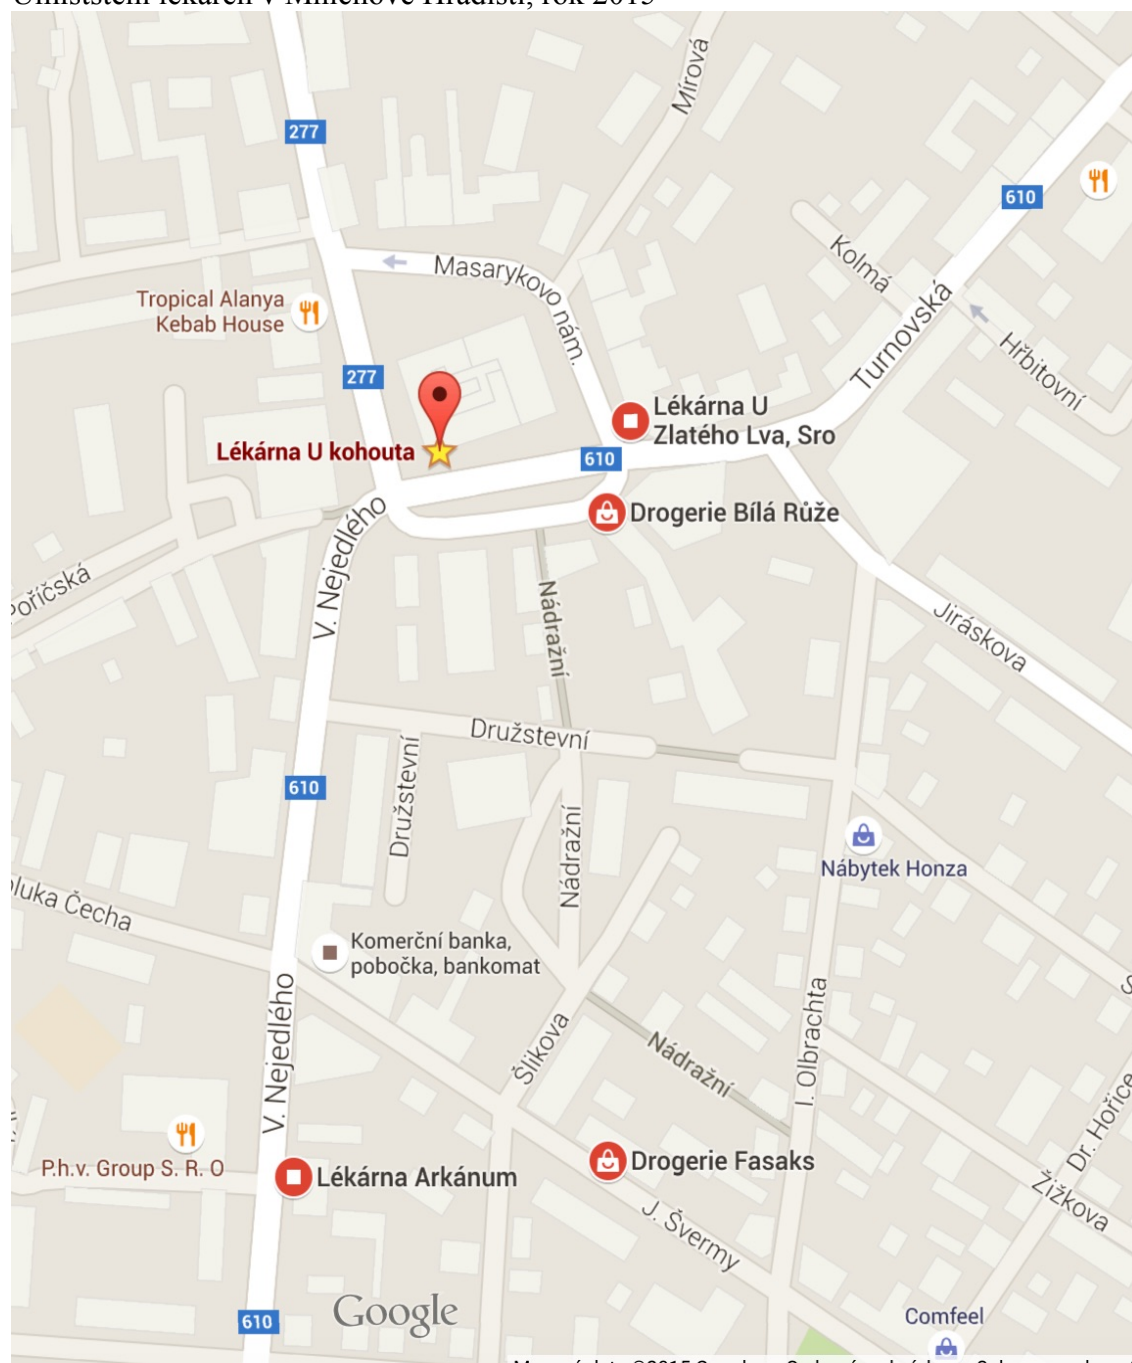 Mírová
277
610
Kolmá
Masarykovo nám.
Tropical Alanya
Kebab House
Turnovská
Hřbitovní
277
Lékárna U
Zlatého Lva, Sro
Lékárna U kohouta
610
V. Nejedlého
Drogerie Bílá Růže
Nádražní
Jiráskova
Družstevní
Družstevní
610
Nádražní
Nábytek Honza
Čecha
Komerční banka,
pobočka, bankomat
V. Nejedlého
Šlikova
I. Olbrachta
Nádražní
Dr. Hořice
P.h.v. Group S. R. O
Lékárna Arkánum
Drogerie Fasaks
Žižkova
J. Švermy
Google
610
Comfeel